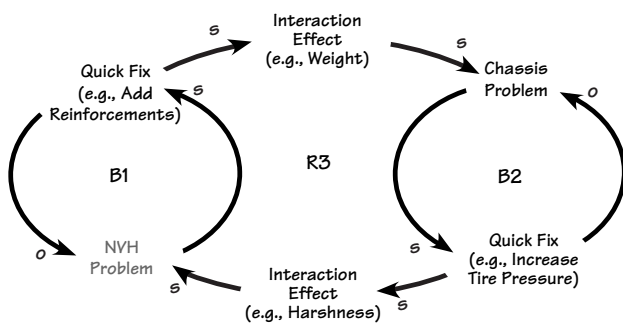 S
Interaction
Effect
(e.g., Weight)
S
Quick Fix
(e.g., Add
Reinforcements)
S
Chassis
Problem
O
B1
R3
B2
O
NVH
Problem
S
Interaction
Effect
(e.g., Harshness)
S
S
Quick Fix
(e.g., Increase
Tire Pressure)